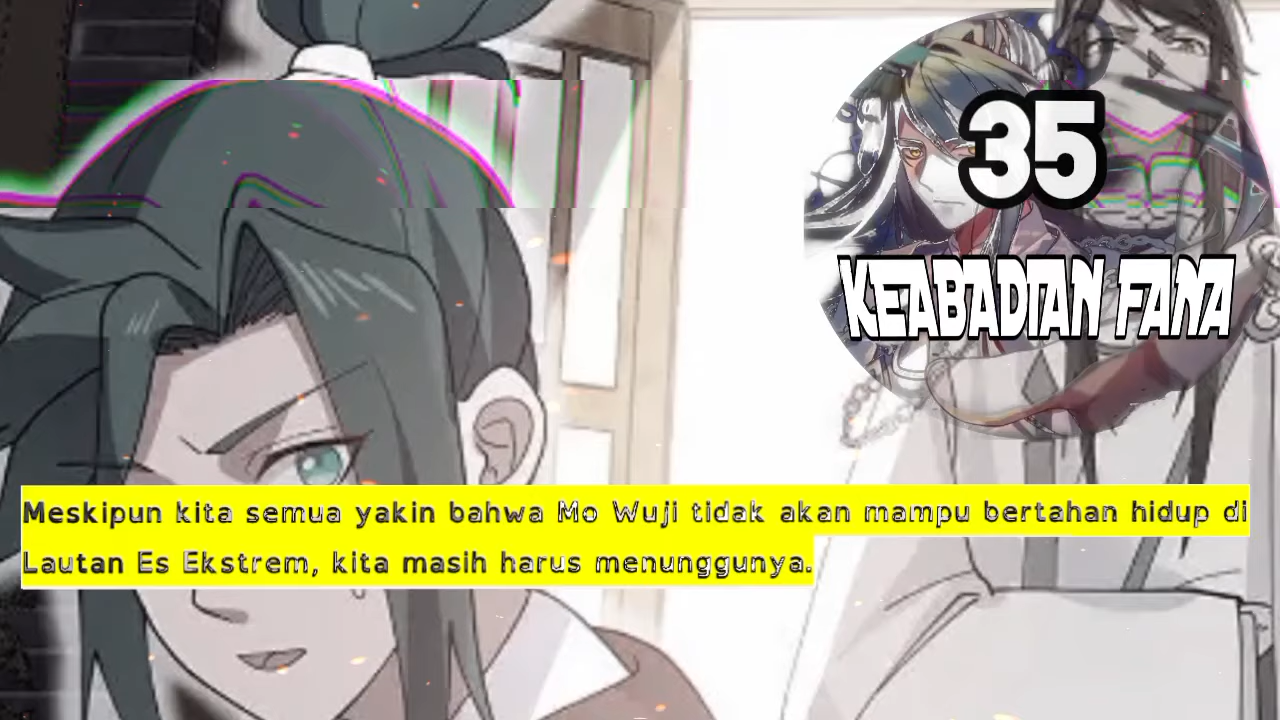 35
KEABADIAN FANA
Meskipun kita semua yakin bahwa Mo Wuji tidak akan mampu bertahan hidup di
Lautan Es Ekstrem, kita masih harus menunggunya.